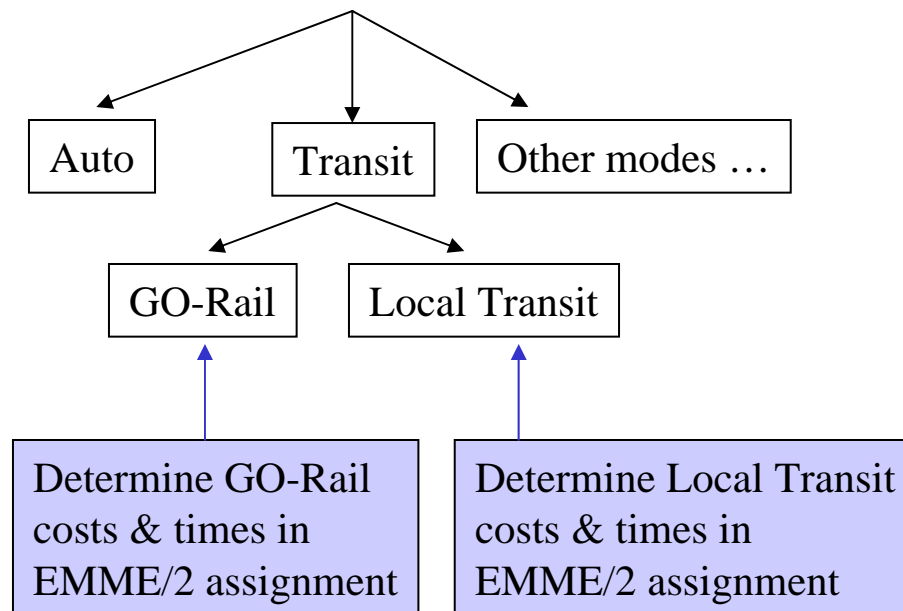 Auto
Transit
Other modes …
GO-Rail
Local Transit
Determine GO-Rail
costs & times in
EMME/2 assignment
Determine Local Transit
costs & times in
EMME/2 assignment